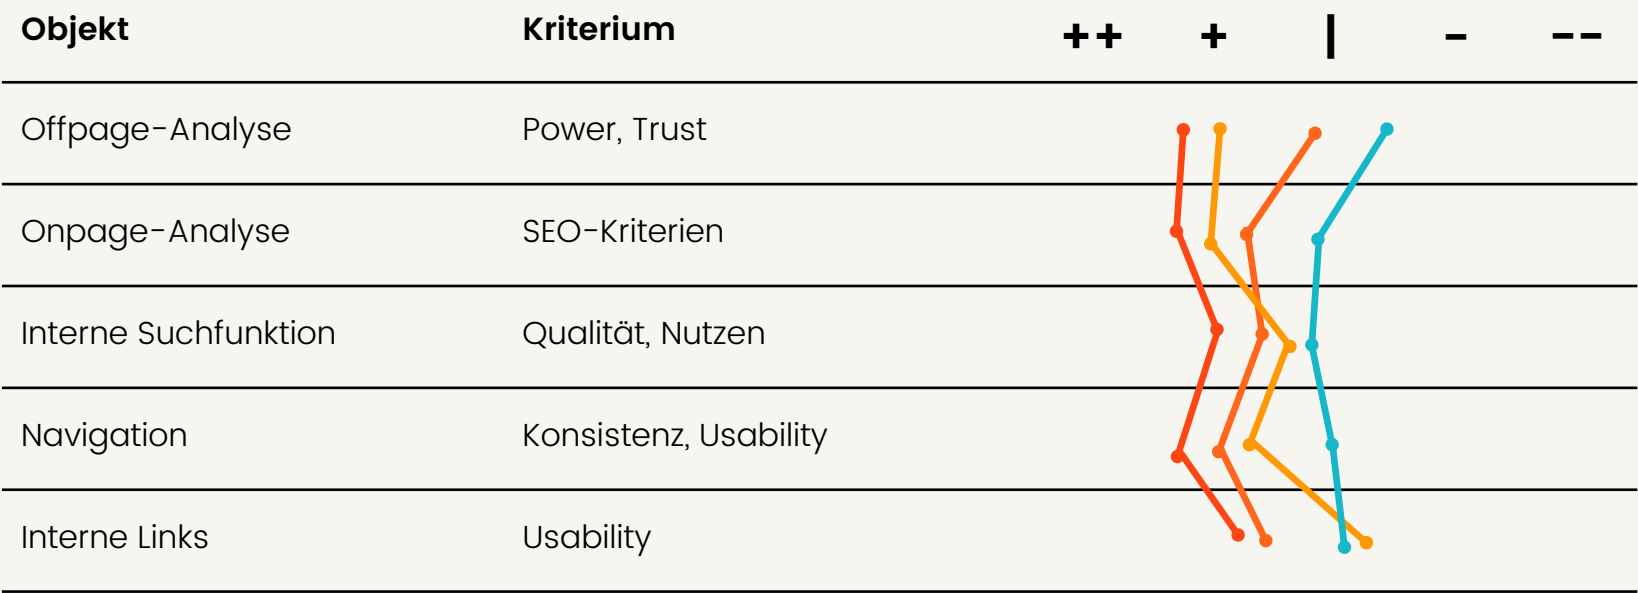 Objekt Kriterium ++ + | - --
Offpage-Analyse Power, Trust
Onpage-Analyse SEO-Kriterien
Interne Suchfunktion Qualität, Nutzen
Navigation Konsistenz, Usability
Interne Links Usability